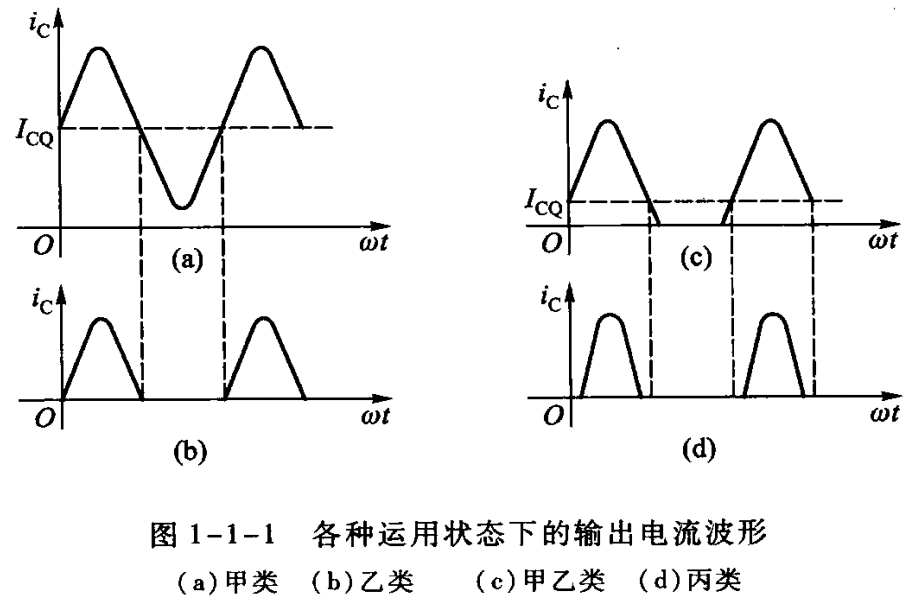 i_C
I_CQ
O
ωt
(a)
i_C
I_CQ
O
ωt
(c)
i_C
O
ωt
(b)
i_C
O
ωt
(d)
图 1-1-1 各种运用状态下的输出电流波形
(a)甲类 (b)乙类 (c)甲乙类 (d)丙类